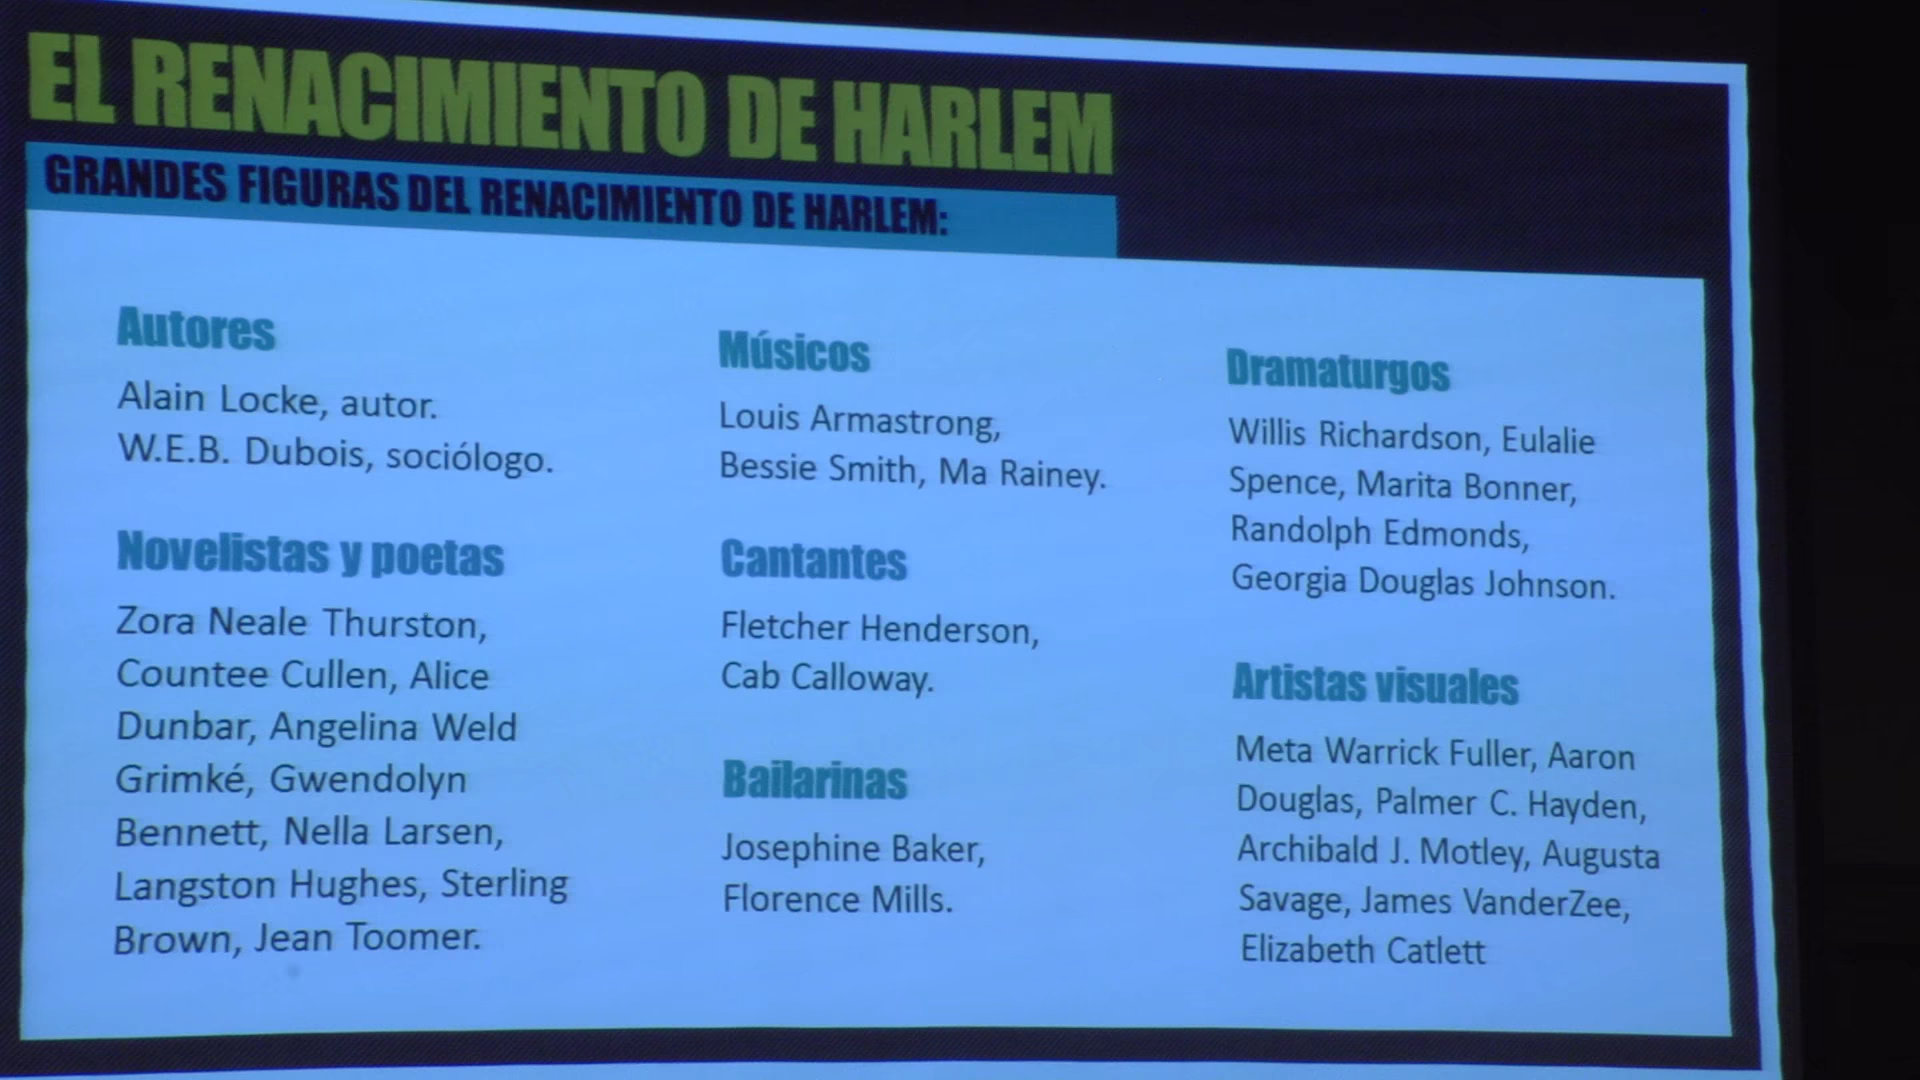 EL RENACIMIENTO DE HARLEM
GRANDES FIGURAS DEL RENACIMIENTO DE HARLEM:
Autores
Alain Locke, autor.
W.E.B. Dubois, sociólogo.
Novelistas y poetas
Zora Neale Thurston,
Countee Cullen, Alice
Dunbar, Angelina Weld
Grimké, Gwendolyn
Bennett, Nella Larsen,
Langston Hughes, Sterling
Brown, Jean Toomer.
Músicos
Louis Armastrong,
Bessie Smith, Ma Rainey.
Cantantes
Fletcher Henderson,
Cab Calloway.
Bailarinas
Josephine Baker,
Florence Mills.
Dramaturgos
Willis Richardson, Eulalie
Spence, Marita Bonner,
Randolph Edmonds,
Georgia Douglas Johnson.
Artistas visuales
Meta Warrick Fuller, Aaron
Douglas, Palmer C. Hayden,
Archibald J. Motley, Augusta
Savage, James VanderZee,
Elizabeth Catlett